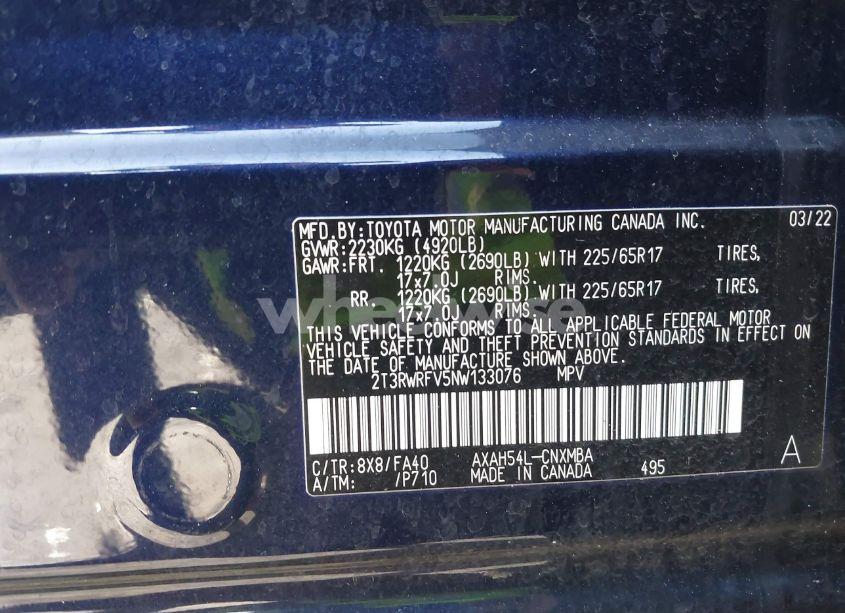 MFD.BY:TOYOTA MOTOR MANUFACTURING CANADA INC. 03/22
GVWR:2230KG (4920LB)
GAWR:FRT. 1220KG (2690LB) WITH 225/65R17 TIRES,
17x7.0J RIMS.
RR. 1220KG (2690LB) WITH 225/65R17 TIRES,
17x7.0J RIMS.
THIS VEHICLE CONFORMS TO ALL APPLICABLE FEDERAL MOTOR
VEHICLE SAFETY AND THEFT PREVENTION STANDARDS IN EFFECT ON
THE DATE OF MANUFACTURE SHOWN ABOVE.
2T3RWRFV5NW133076 MPV
C/TR:8X8/FA40 AXAH54L-CNXMBA A
A/TM: /P710 MADE IN CANADA 495
wheelwise